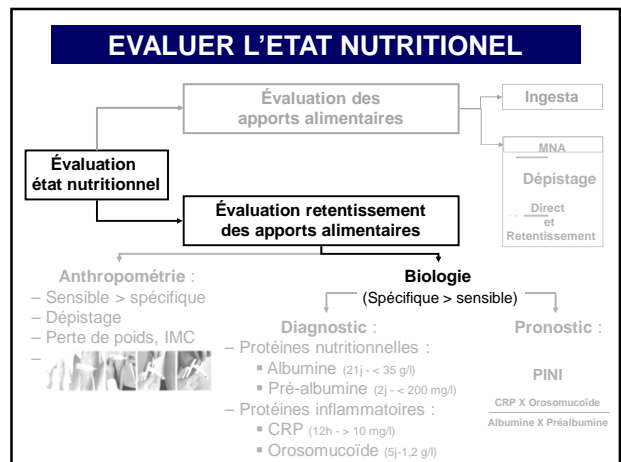 EVALUER L'ETAT NUTRITIONEL
Évaluation des
apports alimentaires
Ingesta
MNA
Dépistage
Direct
et
Retentissement
Évaluation
état nutritionnel
Évaluation retentissement
des apports alimentaires
Anthropométrie :
– Sensible > spécifique
– Dépistage
– Perte de poids, IMC
–
Biologie
(Spécifique > sensible)
Diagnostic :
– Protéines nutritionnelles :
▪ Albumine (21j - < 35 g/l)
▪ Pré-albumine (2j - < 200 mg/l)
– Protéines inflammatoires :
▪ CRP (12h - > 10 mg/l)
▪ Orosomucoïde (5j-1,2 g/l)
Pronostic :
PINI
CRP X Orosomucoïde
Albumine X Préalbumine